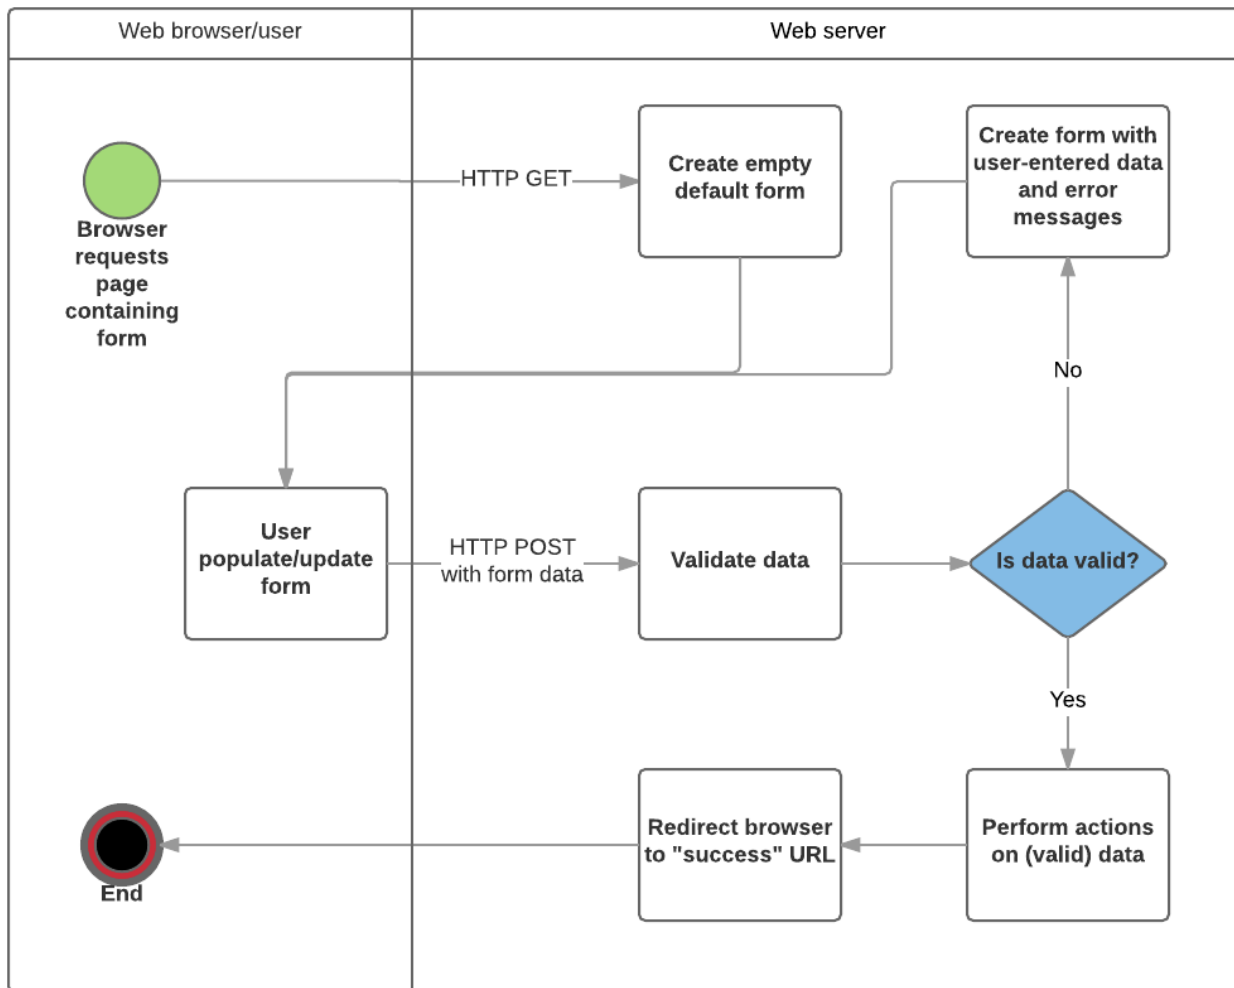 Web browser/user
Web server
Browser
requests
page
containing
form
HTTP GET
Create empty
default form
Create form with
user-entered data
and error
messages
No
User
populate/update
form
HTTP POST
with form data
Validate data
Is data valid?
Yes
Perform actions
on (valid) data
Redirect browser
to "success" URL
End